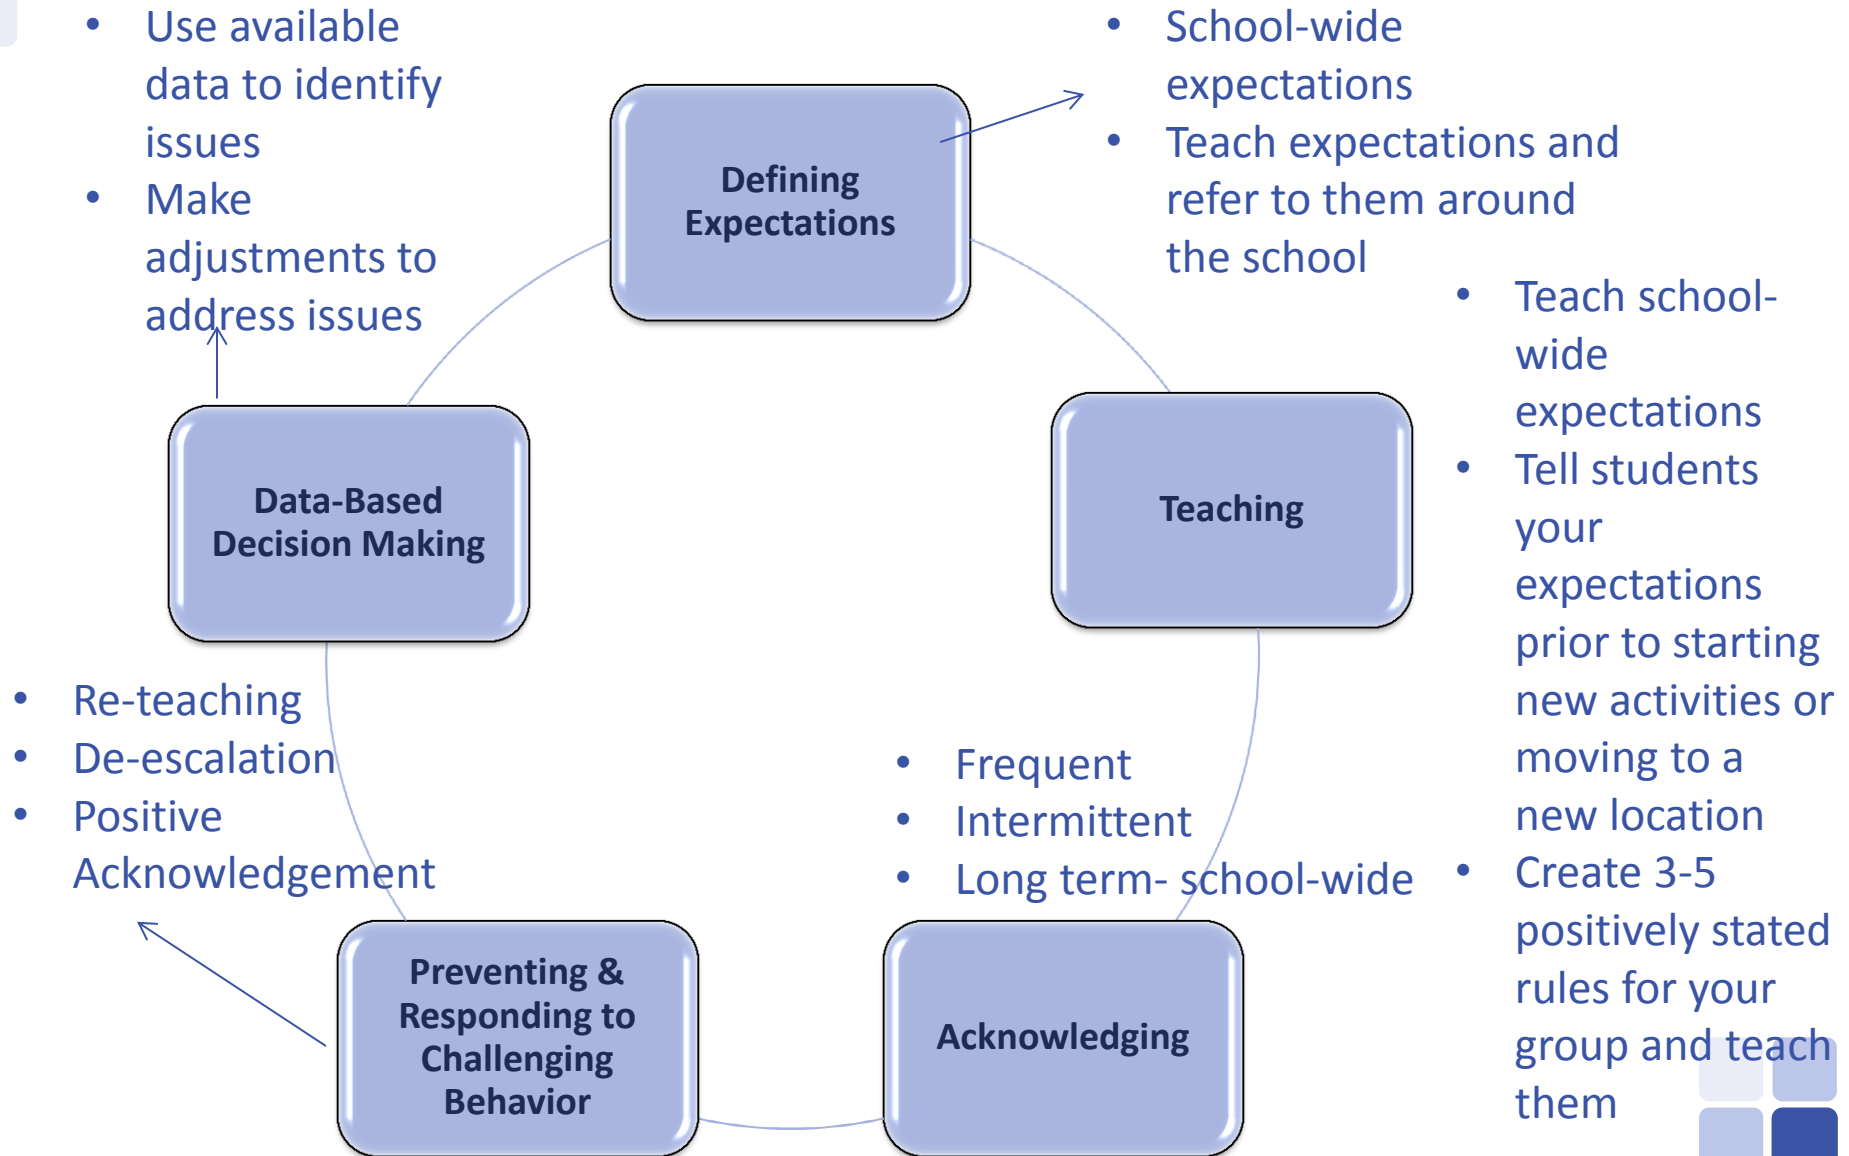 • Use available
data to identify
issues
• Make
adjustments to
address issues
• School-wide
expectations
• Teach expectations and
refer to them around
the school
Defining
Expectations
• Teach school-
wide
expectations
• Tell students
your
expectations
prior to starting
new activities or
moving to a
new location
• Create 3-5
positively stated
rules for your
group and teach
them
Data-Based
Decision Making
Teaching
• Re-teaching
• De-escalation
• Positive
Acknowledgement
• Frequent
• Intermittent
• Long term- school-wide
Preventing &
Responding to
Challenging
Behavior
Acknowledging